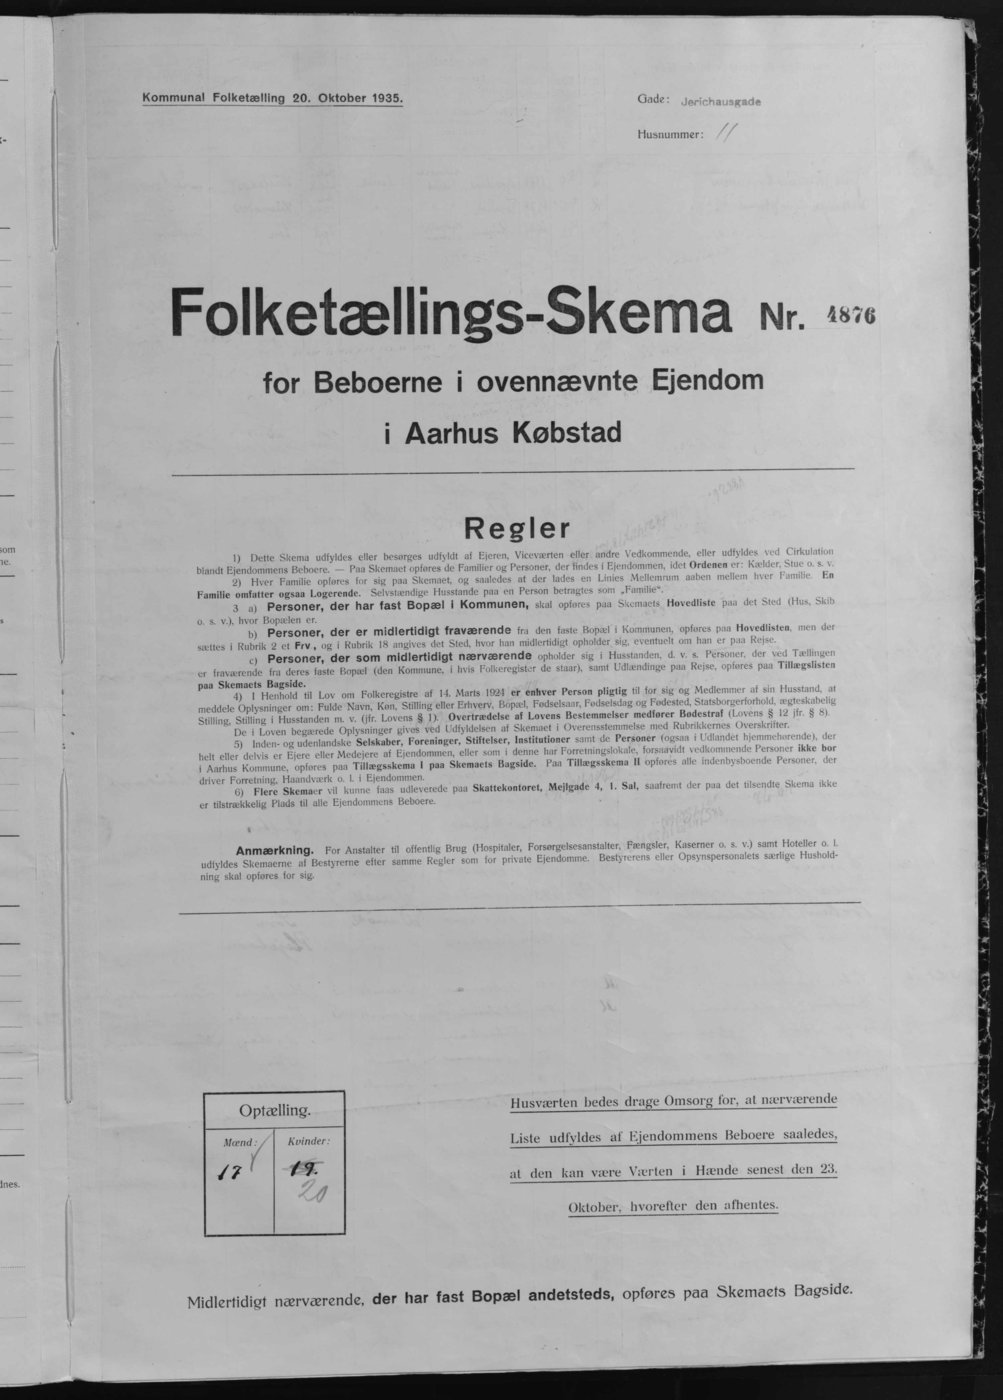 Kommunal Folketælling 20. Oktober 1935.
Gade: Jerichausgade
Husnummer: 11
Folketællings-Skema Nr. 4876
for Beboerne i ovennævnte Ejendom
i Aarhus Købstad
Regler
1) Dette Skema udfyldes eller besørges udfyldt af Ejeren, Viceværten eller andre Vedkommende, eller udfyldes ved Cirkulation
blandt Ejendommens Beboere. — Paa Skemaet opføres de Familier og Personer, der findes i Ejendommen, idet Ordenen er: Kælder, Stue o. s. v.
2) Hver Familie opføres for sig paa Skemaet, og saaledes at der lades en Linies Mellemrum aaben mellem hver Familie. En
Familie omfatter ogsaa Logerende. Selvstændige Husstande paa en Person betragtes som „Familie“.
3 a) Personer, der har fast Bopæl i Kommunen, skal opføres paa Skemaets Hovedliste paa det Sted (Hus, Skib
o. s. v.), hvor Bopælen er.
b) Personer, der er midlertidigt fraværende fra den faste Bopæl i Kommunen, opføres paa Hovedlisten, men der
sættes i Rubrik 2 et Frv., og i Rubrik 18 angives det Sted, hvor han midlertidigt opholder sig, eventuelt om han er paa Rejse.
c) Personer, der som midlertidigt nærværende opholder sig i Husstanden, d. v. s. Personer, der ved Tællingen
er fraværende fra deres faste Bopæl (den Kommune, i hvis Folkeregister de staar), samt Udlændinge paa Rejse, opføres paa Tillægslisten
paa Skemaets Bagside.
4) I Henhold til Lov om Folkeregistre af 14. Marts 1924 er enhver Person pligtig til for sig og Medlemmer af sin Husstand, at
meddele Oplysninger om: Fulde Navn, Køn, Stilling eller Erhverv, Bopæl, Fødselsaar, Fødselsdag og Fødested, Statsborgerforhold, ægteskabelig
Stilling, Stilling i Husstanden m. v. (jfr. Lovens § 1). Overtrædelse af Lovens Bestemmelser medfører Bødestraf (Lovens § 12 jfr. § 8).
De i Loven begærede Oplysninger gives ved Udfyldelsen af Skemaet i Overensstemmelse med Rubrikkernes Overskrifter.
5) Inden- og udenlandske Selskaber, Foreninger, Stiftelser, Institutioner samt de Personer (ogsaa i Udlandet hjemmehørende), der
helt eller delvis er Ejere eller Medejere af Ejendommen, eller som i denne har Forretningslokale, forsaavidt vedkommende Personer ikke bor
i Aarhus Kommune, opføres paa Tillægsskema I paa Skemaets Bagside. Paa Tillægsskema II opføres alle indenbysboende Personer, der
driver Forretning, Haandværk o. l. i Ejendommen.
6) Flere Skemaer vil kunne faas udleverede paa Skattekontoret, Mejlgade 4, 1. Sal, saafremt der paa det tilsendte Skema ikke
er tilstrækkelig Plads til alle Ejendommens Beboere.
Anmærkning. For Anstalter til offentlig Brug (Hospitaler, Forsørgelsesanstalter, Fængsler, Kaserner o. s. v.) samt Hoteller o. l.
udfyldes Skemaerne af Bestyrerne efter samme Regler som for private Ejendomme. Bestyrerens eller Opsynspersonalets særlige Hushold-
ning skal opføres for sig.
Optælling.
Mænd: Kvinder:
17 19.
20
Husværten bedes drage Omsorg for, at nærværende
Liste udfyldes af Ejendommens Beboere saaledes,
at den kan være Værten i Hænde senest den 23.
Oktober, hvorefter den afhentes.
Midlertidigt nærværende, der har fast Bopæl andetsteds, opføres paa Skemaets Bagside.